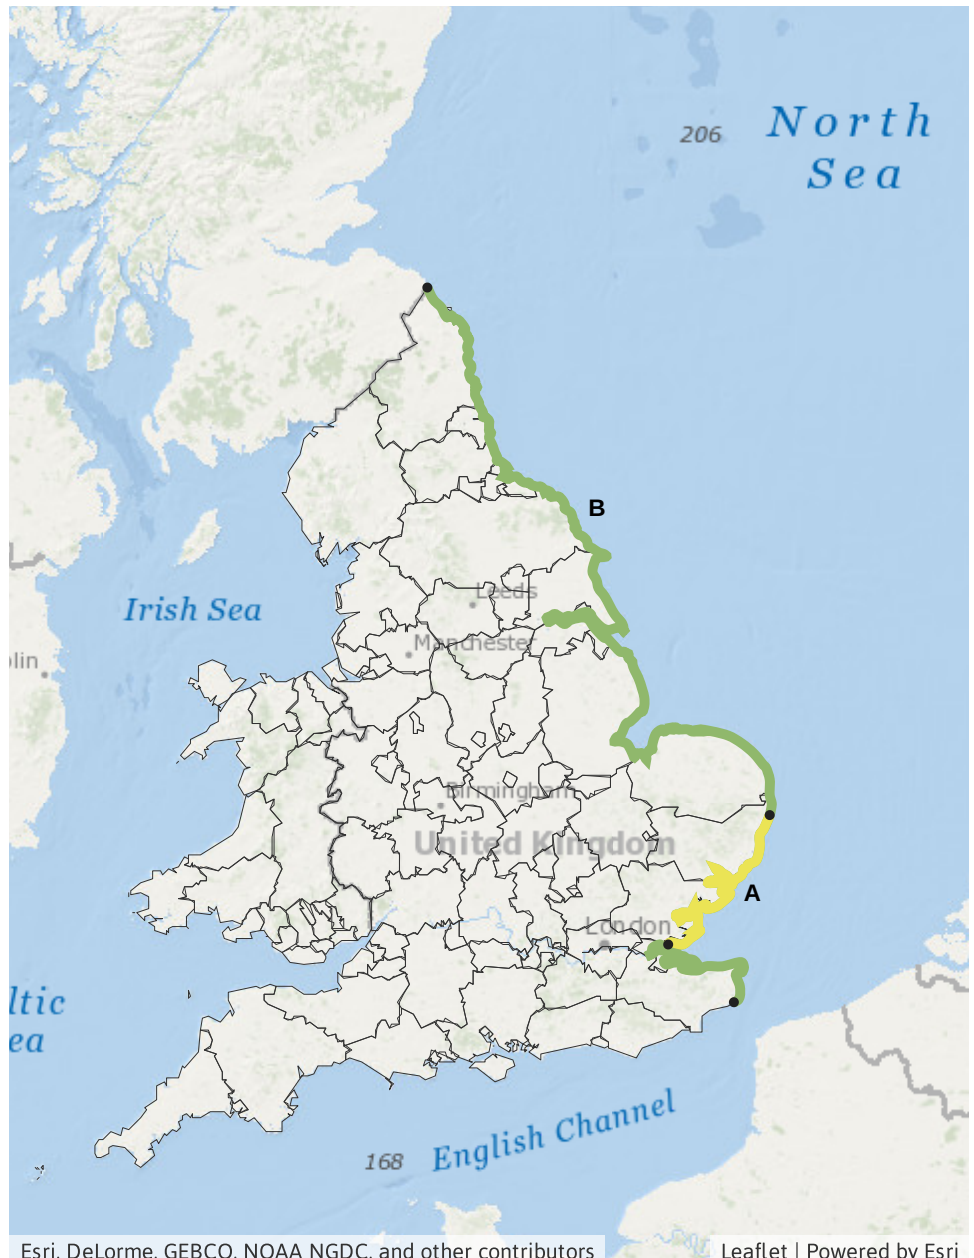 North
Sea
206
B
Leeds
Irish Sea
Manchester
lin
Birmingham
United Kingdom
A
London
ltic
ea
English Channel
168
Esri, DeLorme, GEBCO, NOAA NGDC, and other contributors
Leaflet | Powered by Esri